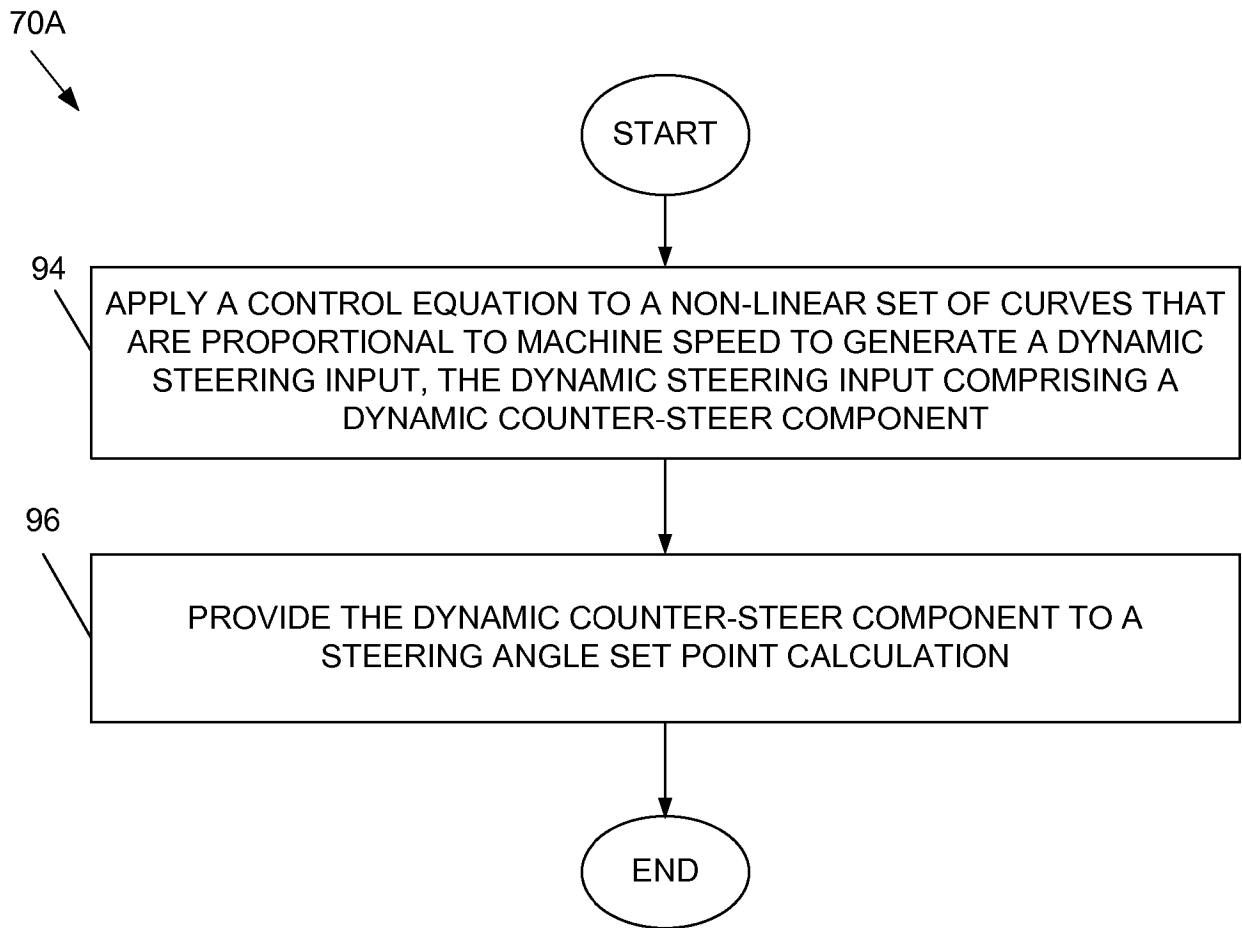 70A
START
94
APPLY A CONTROL EQUATION TO A NON-LINEAR SET OF CURVES THAT
ARE PROPORTIONAL TO MACHINE SPEED TO GENERATE A DYNAMIC
STEERING INPUT, THE DYNAMIC STEERING INPUT COMPRISING A
DYNAMIC COUNTER-STEER COMPONENT
96
PROVIDE THE DYNAMIC COUNTER-STEER COMPONENT TO A
STEERING ANGLE SET POINT CALCULATION
END